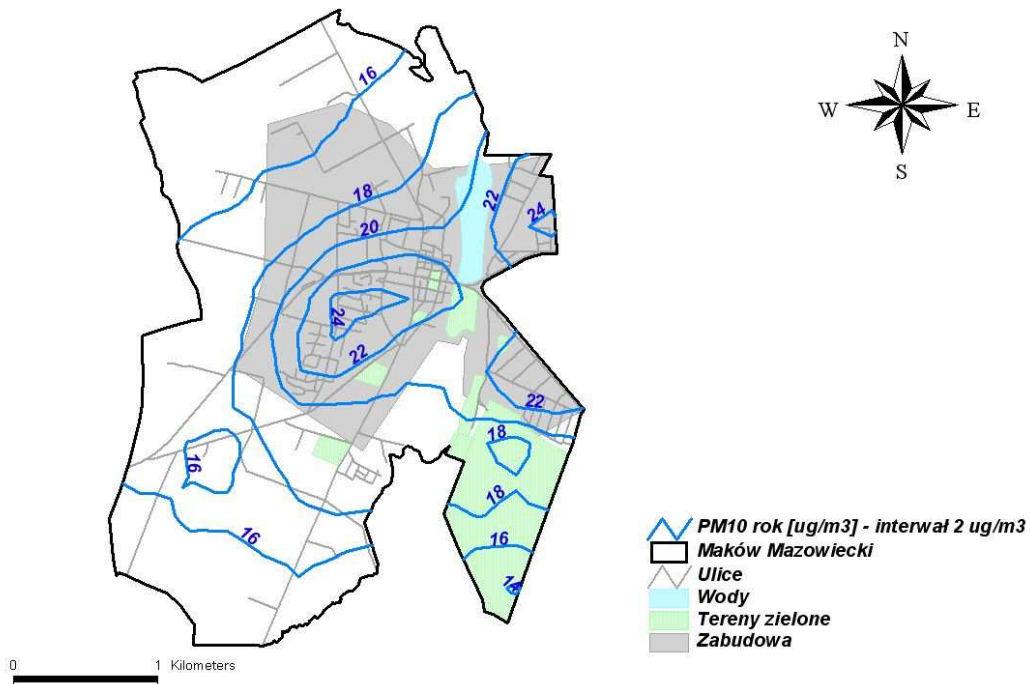 N
W
E
S
16
18
20
22
24
24
22
22
18
18
16
14
16
16
PM10 rok [ug/m3] - interwał 2 ug/m3
Maków Mazowiecki
Ulice
Wody
Tereny zielone
Zabudowa
0 1 Kilometers